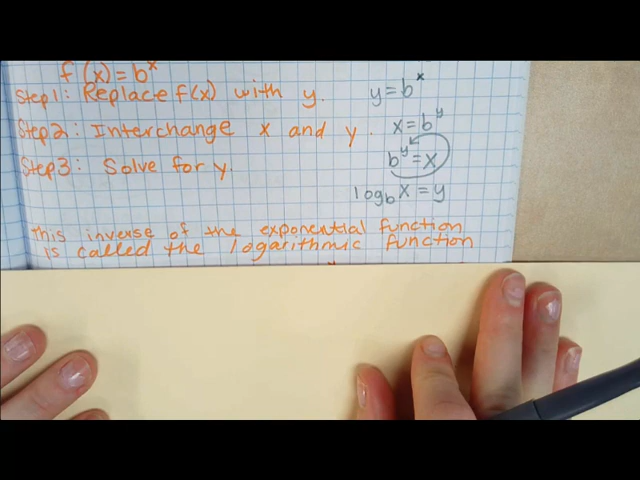 f(x) = b^x
Step 1: Replace f(x) with y. y = b^x
Step 2: Interchange x and y. x = b^y
Step 3: Solve for y. b^y = x
log_b x = y
This inverse of the exponential function
is called the logarithmic function